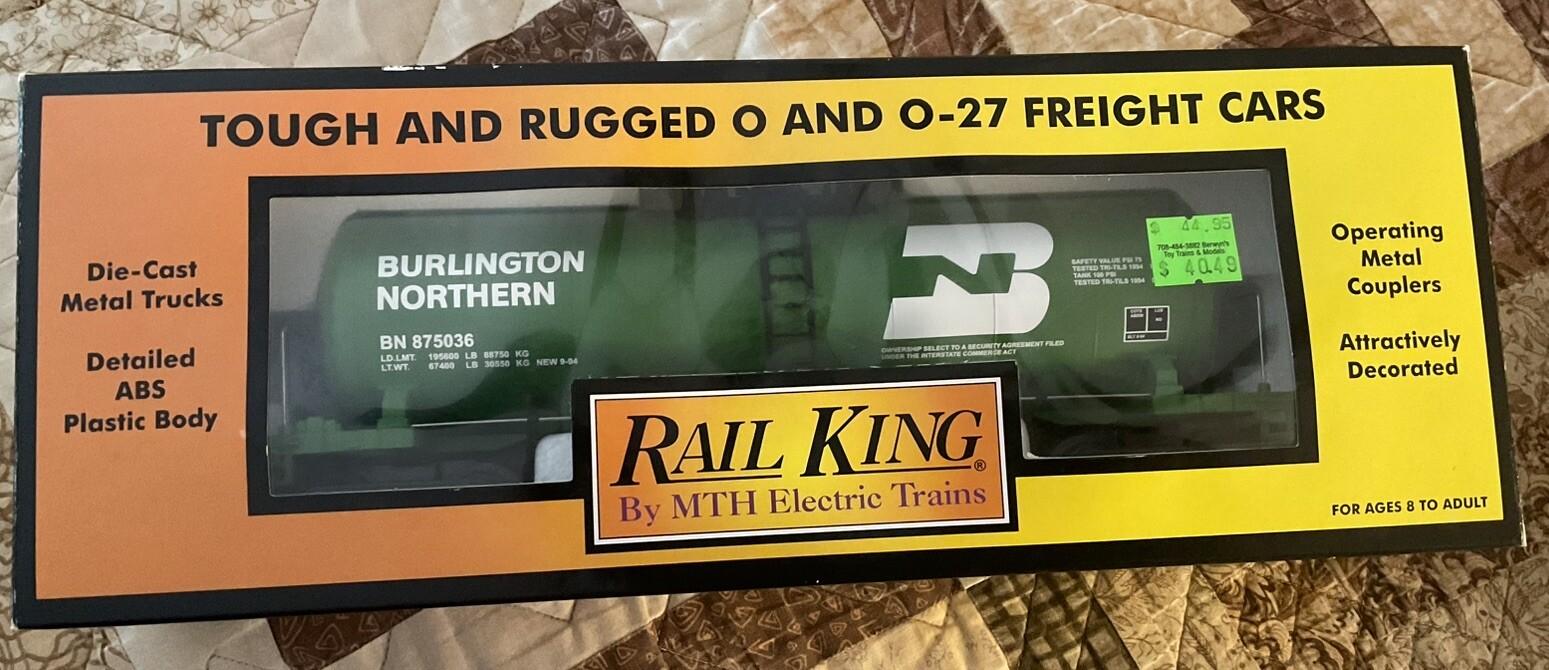 TOUGH AND RUGGED O AND O-27 FREIGHT CARS
Die-Cast
Metal Trucks
Detailed
ABS
Plastic Body
BURLINGTON
NORTHERN
BN 875036
LD.LMT. 195600 LB 88750 KG
LT.WT. 67400 LB 30550 KG NEW 9-94
SAFETY VALUE PSI 75
TESTED TRI-TILS 1994
TANK 100 PSI
TESTED TRI-TILS 1994
OWNERSHIP SELECT TO A SECURITY AGREEMENT FILED
UNDER THE INTERSTATE COMMERCE ACT
$ 44.95
708-484-3882 Berwyn's
Toy Trains & Models
$ 40.49
Operating
Metal
Couplers
Attractively
Decorated
RAIL KING®
By MTH Electric Trains
FOR AGES 8 TO ADULT